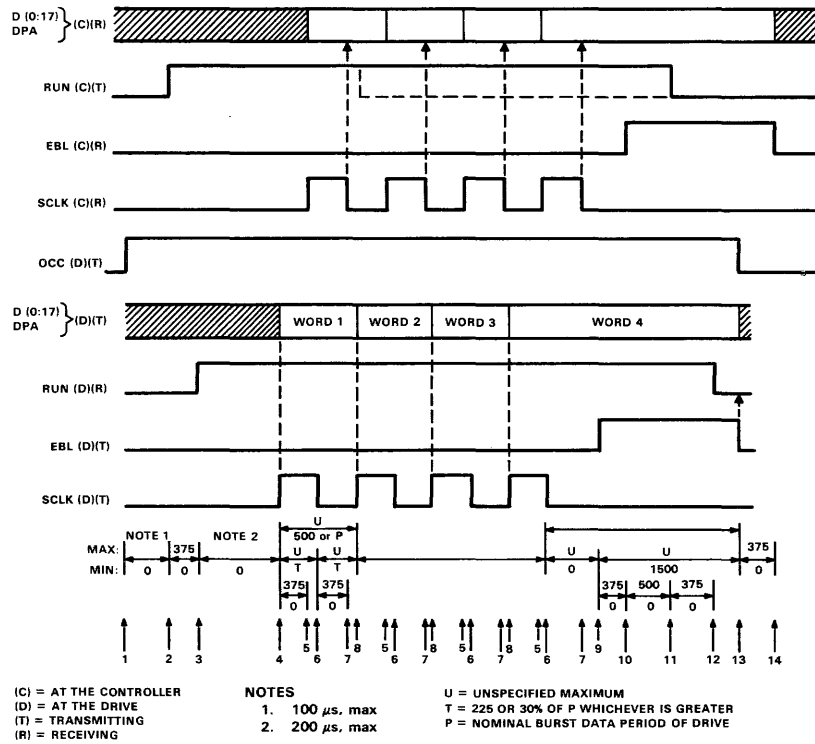 D (0:17)
DPA } (C)(R)
RUN (C)(T)
EBL (C)(R)
SCLK (C)(R)
OCC (D)(T)
D (0:17)
DPA } (D)(T)
WORD 1 WORD 2 WORD 3 WORD 4
RUN (D)(R)
EBL (D)(T)
SCLK (D)(T)
U
NOTE 1 NOTE 2 500 or P
MAX: 375 U U U U 375
MIN: 0 0 0 T T 0 1500 0
375 375 375 500 375
0 0 0 0 0
1 2 3 4 5 6 7 8 5 6 7 8 5 6 7 8 5 6 7 9 10 11 12 13 14
(C) = AT THE CONTROLLER
(D) = AT THE DRIVE
(T) = TRANSMITTING
(R) = RECEIVING
NOTES
1. 100 μs, max
2. 200 μs, max
U = UNSPECIFIED MAXIMUM
T = 225 OR 30% OF P WHICHEVER IS GREATER
P = NOMINAL BURST DATA PERIOD OF DRIVE